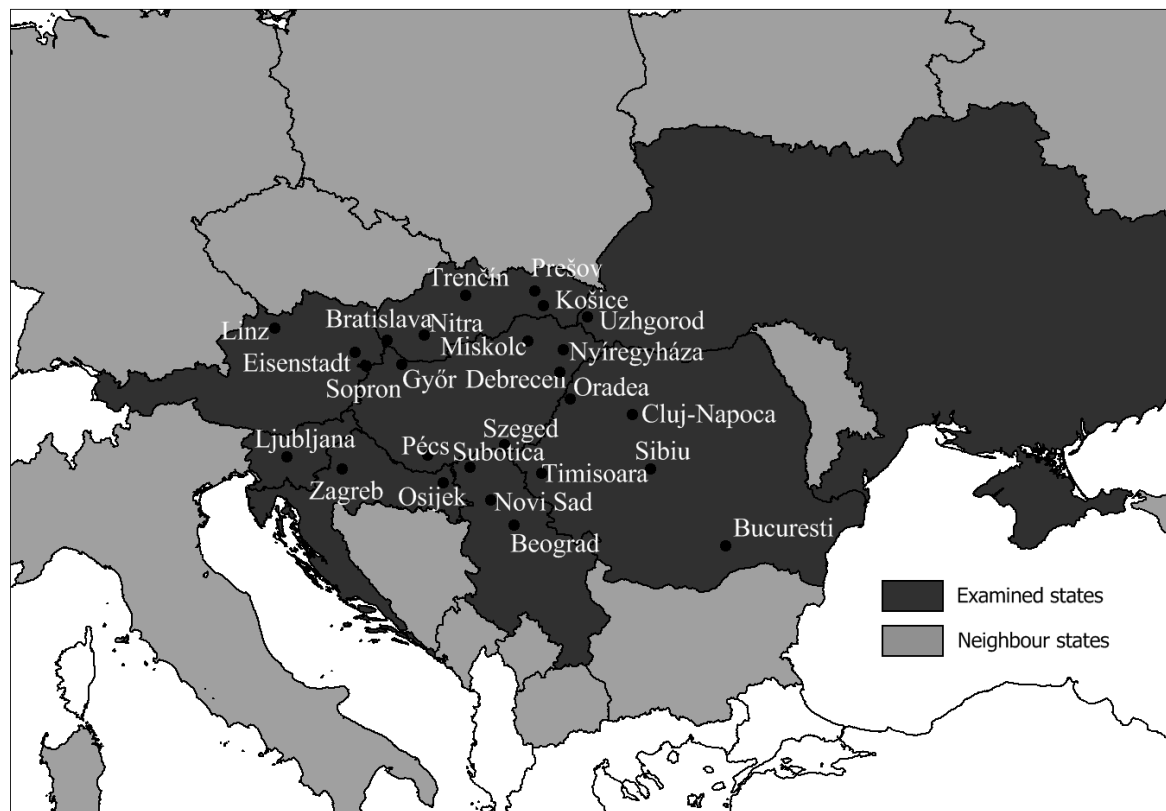 Prešov
Trenčín
Košice
Uzhgorod
Bratislava
Nitra
Linz
Miskolc
Nyíregyháza
Eisenstadt
Sopron
Győr
Debrecen
Oradea
Cluj-Napoca
Szeged
Ljubljana
Pécs
Subotica
Sibiu
Timisoara
Zagreb
Osijek
Novi Sad
Beograd
Bucuresti
Examined states
Neighbour states